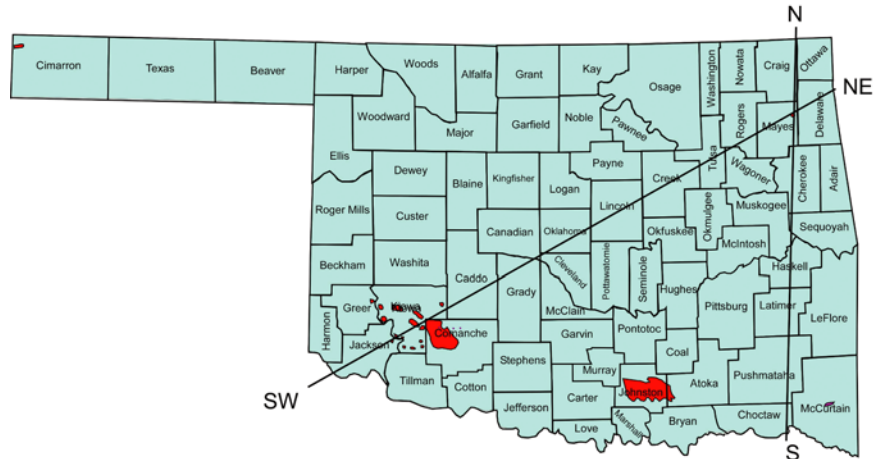 N
Ottawa
Craig
Nowata
Washington
Kay
Grant
Alfalfa
Woods
Harper
Beaver
Texas
Cimarron
Osage
NE
Delaware
Mayes
Rogers
Pawnee
Noble
Garfield
Major
Woodward
Ellis
Tulsa
Wagoner
Cherokee
Adair
Creek
Payne
Logan
Kingfisher
Blaine
Dewey
Roger Mills
Custer
Canadian
Oklahoma
Lincoln
Okmulgee
Muskogee
Sequoyah
Okfuskee
McIntosh
Haskell
Beckham
Washita
Caddo
Grady
Cleveland
Pottawatomie
Seminole
Hughes
Pittsburg
Latimer
LeFlore
McClain
Greer
Kiowa
Harmon
Jackson
Comanche
Garvin
Pontotoc
Coal
Stephens
Murray
Johnston
Atoka
Pushmataha
McCurtain
SW
Tillman
Cotton
Jefferson
Carter
Love
Marshall
Bryan
Choctaw
S